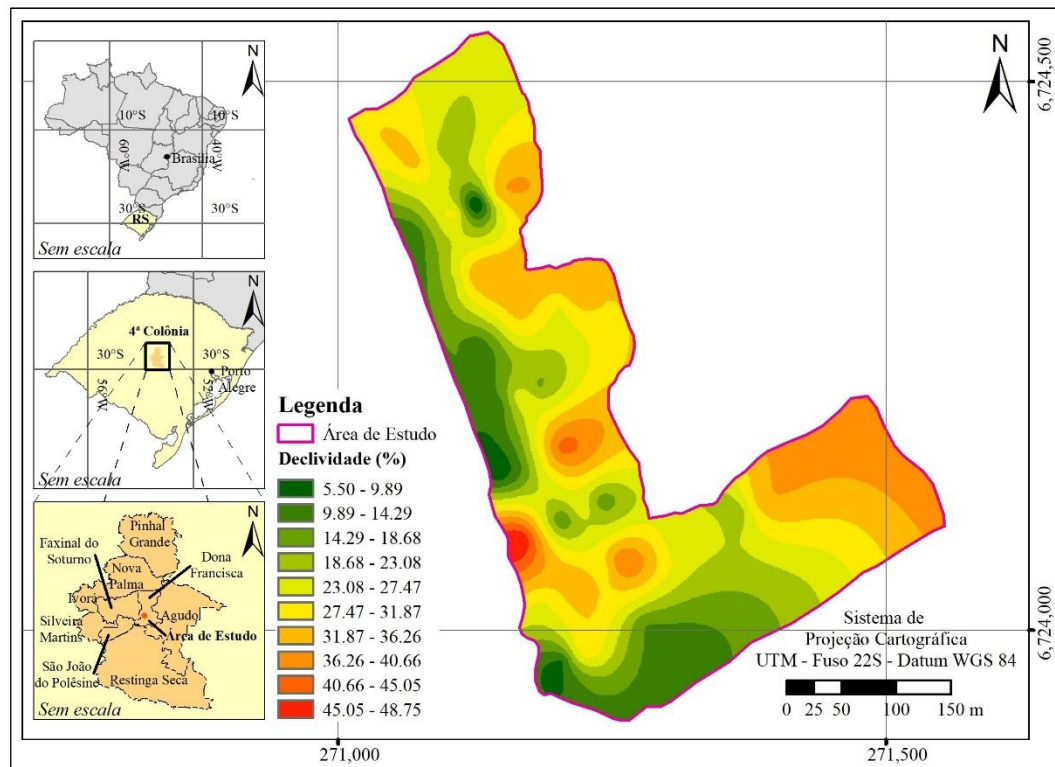 N
10°S
10°S
60°W
40°W
Brasília
30°S
30°S
RS
Sem escala
N
4ª Colônia
30°S
30°S
Porto
Alegre
56°W
52°W
Sem escala
N
Pinhal
Grande
Faxinal do
Soturno
Dona
Francisca
Nova
Palma
Ivorá
Agudo
Silveira
Martins
Área de Estudo
São João
do Polêsine
Restinga Seca
Sem escala
Legenda
Área de Estudo
Declividade (%)
5.50 - 9.89
9.89 - 14.29
14.29 - 18.68
18.68 - 23.08
23.08 - 27.47
27.47 - 31.87
31.87 - 36.26
36.26 - 40.66
40.66 - 45.05
45.05 - 48.75
N
6,724,500
6,724,000
Sistema de
Projeção Cartográfica
UTM - Fuso 22S - Datum WGS 84
0 25 50 100 150 m
271,000
271,500